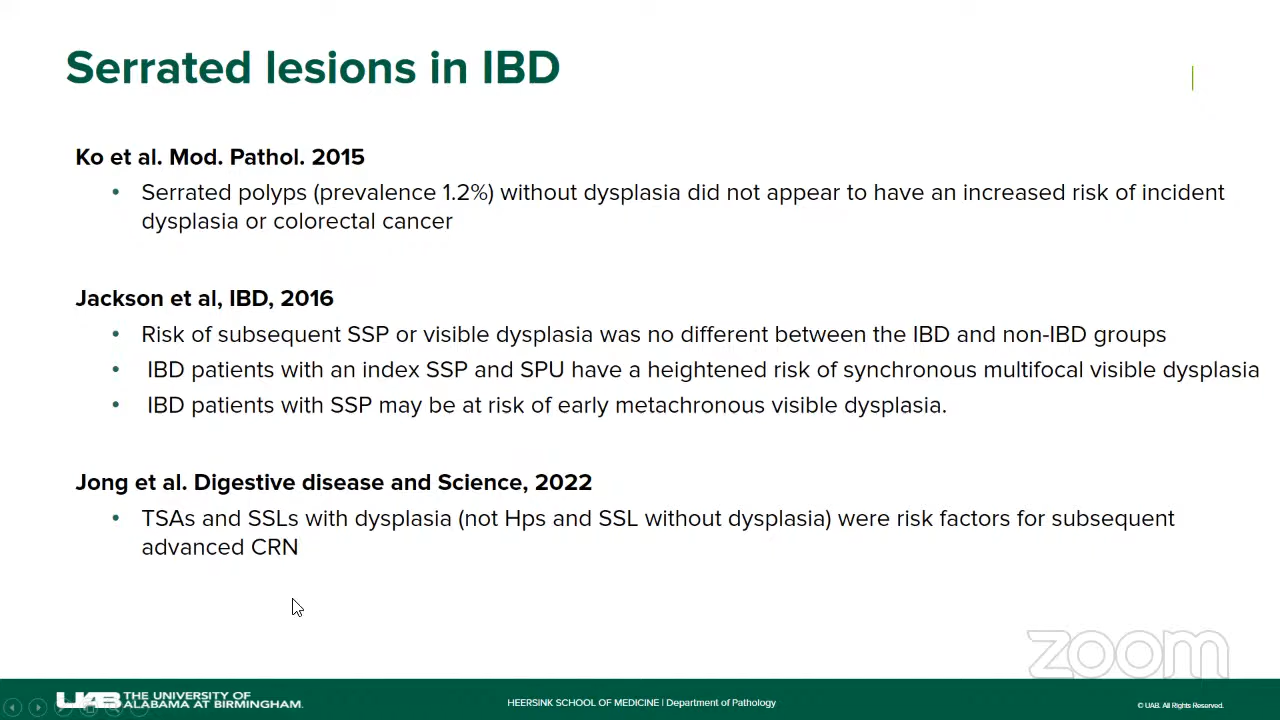 Serrated lesions in IBD
Ko et al. Mod. Pathol. 2015
• Serrated polyps (prevalence 1.2%) without dysplasia did not appear to have an increased risk of incident
dysplasia or colorectal cancer
Jackson et al, IBD, 2016
• Risk of subsequent SSP or visible dysplasia was no different between the IBD and non-IBD groups
• IBD patients with an index SSP and SPU have a heightened risk of synchronous multifocal visible dysplasia
• IBD patients with SSP may be at risk of early metachronous visible dysplasia.
Jong et al. Digestive disease and Science, 2022
• TSAs and SSLs with dysplasia (not Hps and SSL without dysplasia) were risk factors for subsequent
advanced CRN
zoom
UAB THE UNIVERSITY OF
ALABAMA AT BIRMINGHAM.
HEERSINK SCHOOL OF MEDICINE | Department of Pathology
© UAB. All Rights Reserved.